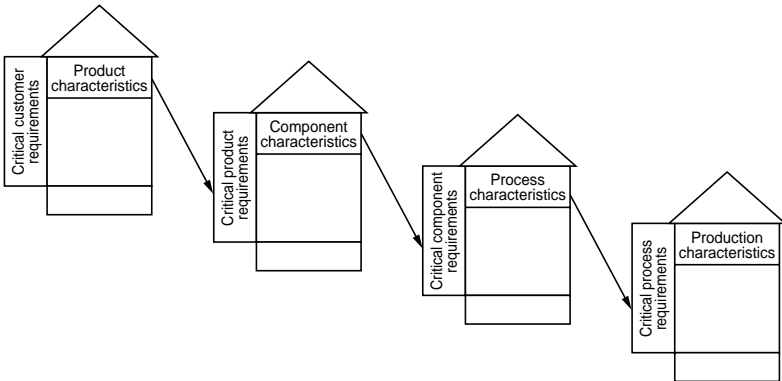 Critical customer
requirements
Product
characteristics
Critical product
requirements
Component
characteristics
Critical component
requirements
Process
characteristics
Critical process
requirements
Production
characteristics